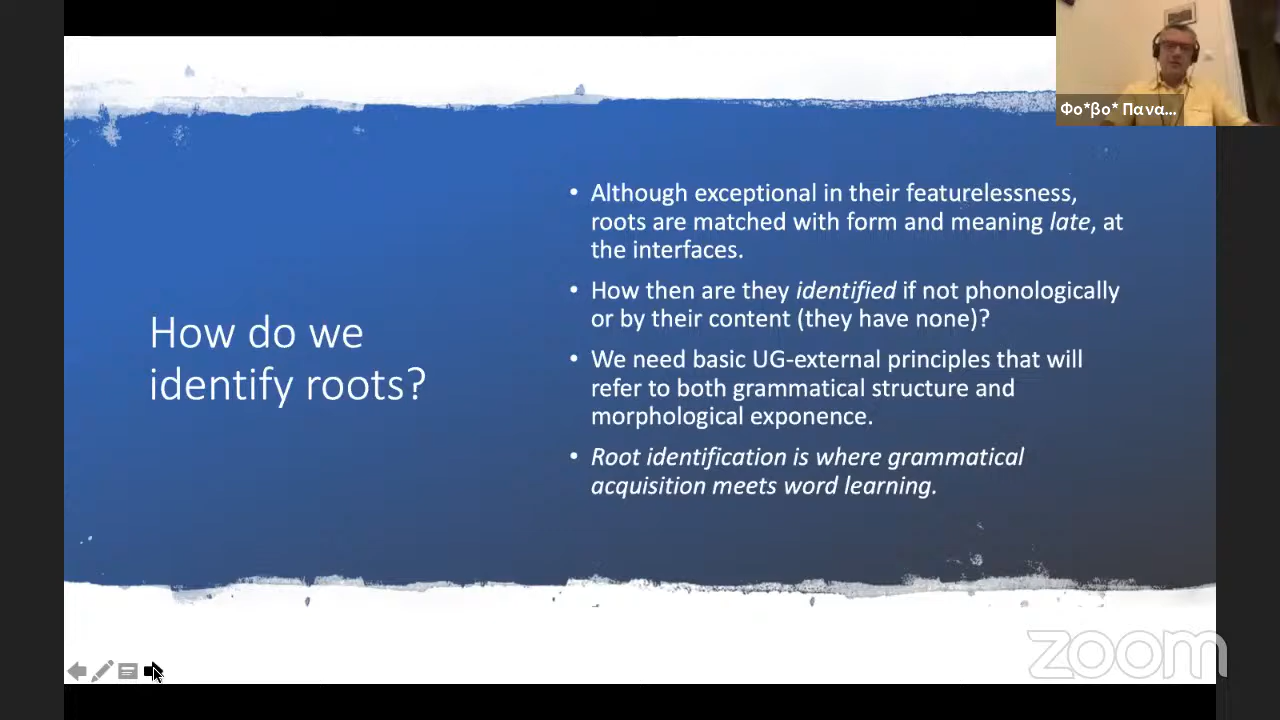 Φο*βο* Πανα...
How do we
identify roots?
• Although exceptional in their featurelessness,
roots are matched with form and meaning late, at
the interfaces.
• How then are they identified if not phonologically
or by their content (they have none)?
• We need basic UG-external principles that will
refer to both grammatical structure and
morphological exponence.
• Root identification is where grammatical
acquisition meets word learning.
zoom